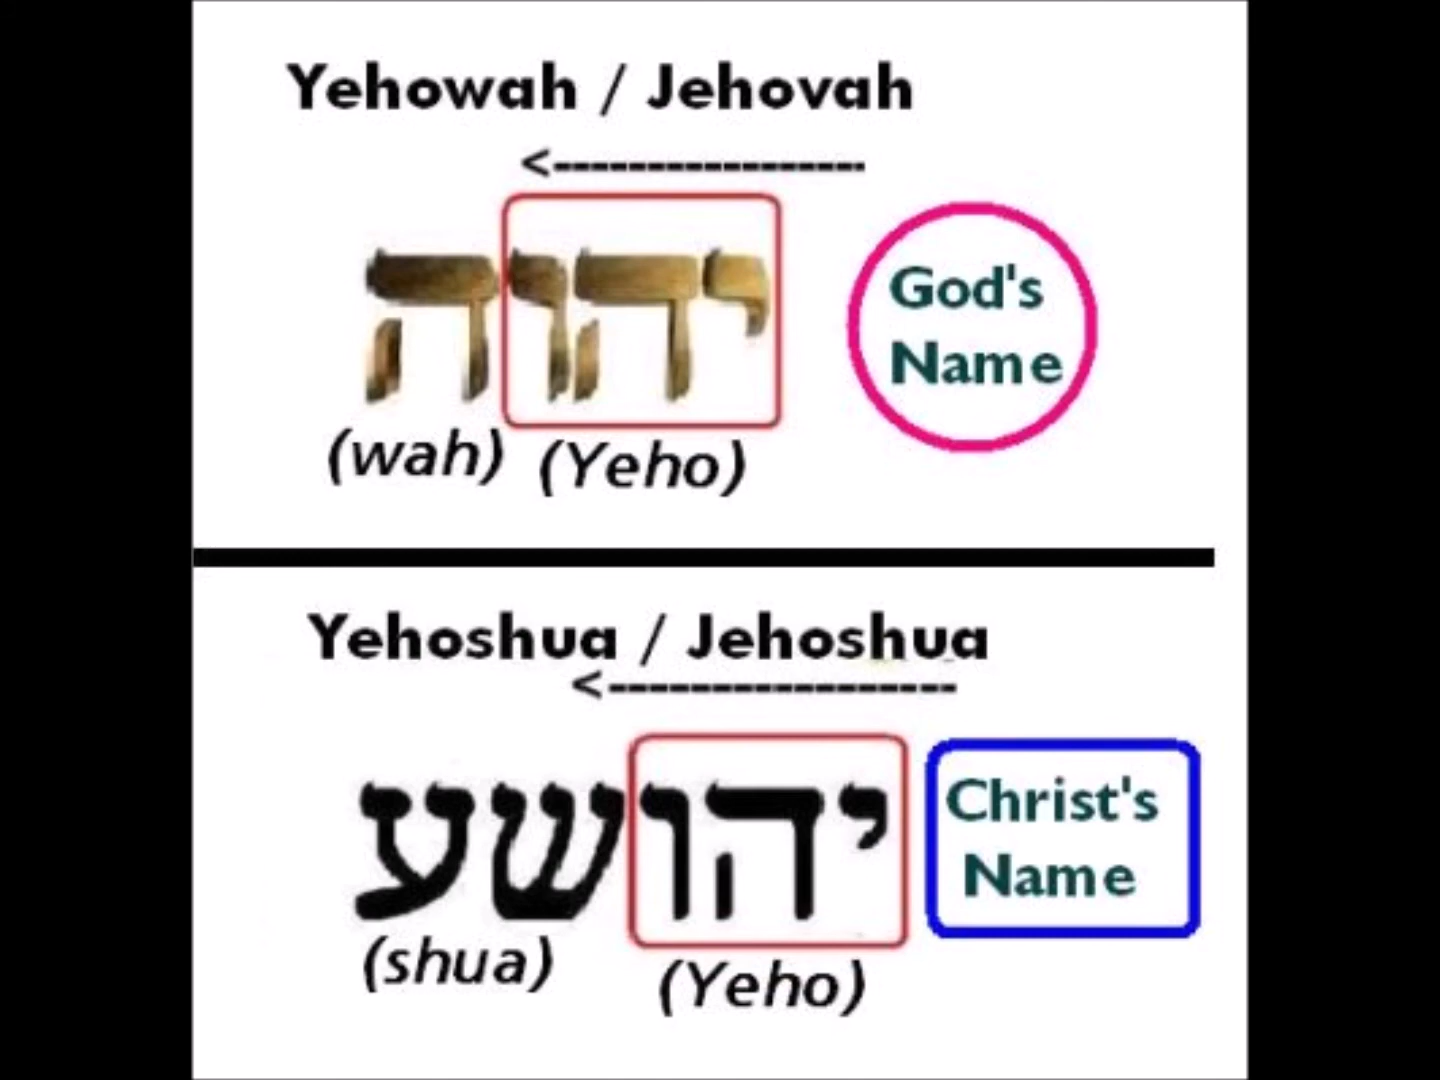 Yehowah / Jehovah
<-----------------
יהוה
God's
Name
(wah) (Yeho)
Yehoshua / Jehoshua
<-----------------
יהושע
Christ's
Name
(shua) (Yeho)